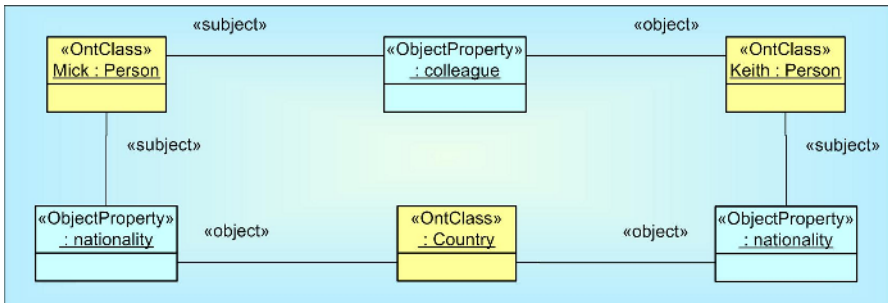 «subject»
«object»
«OntClass»
Mick : Person
«ObjectProperty»
: colleague
«OntClass»
Keith : Person
«subject»
«subject»
«ObjectProperty»
: nationality
«object»
«OntClass»
: Country
«object»
«ObjectProperty»
: nationality